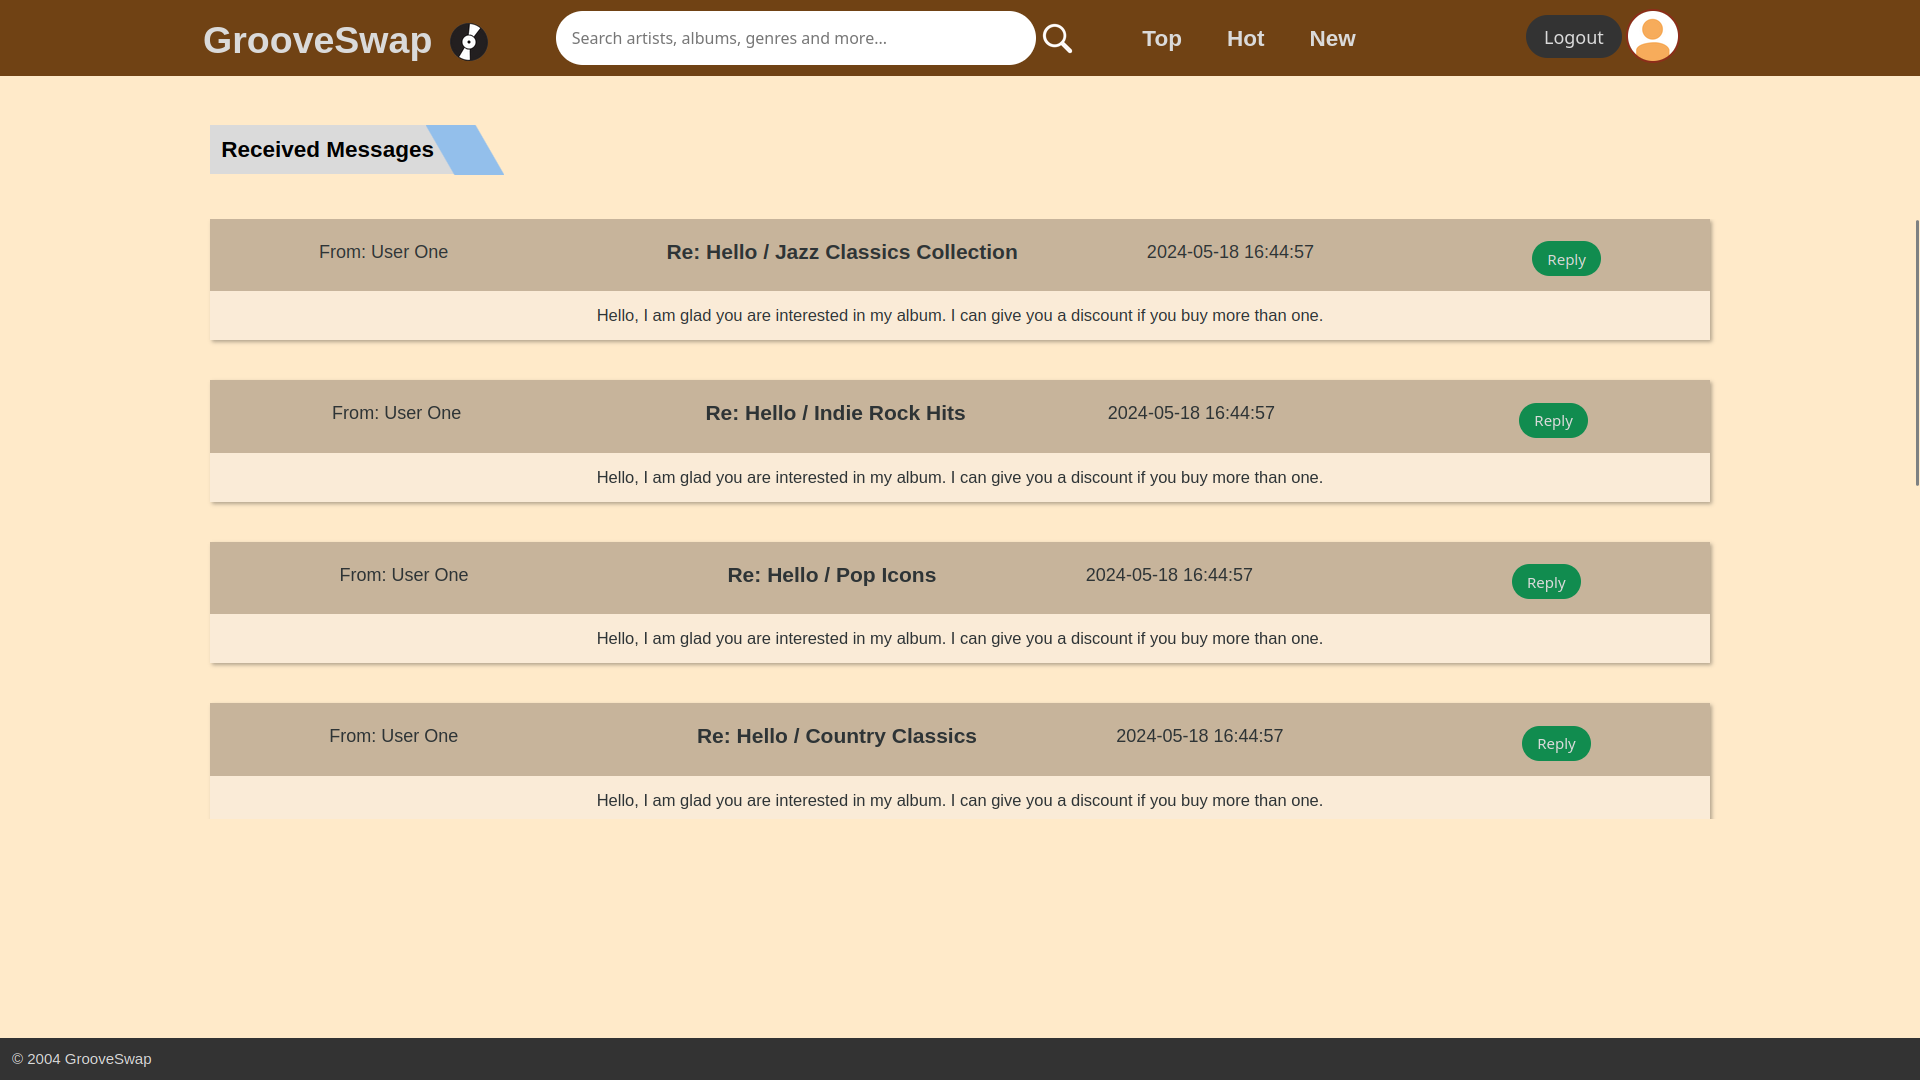 GrooveSwap
Search artists, albums, genres and more...
Top
Hot
New
Logout
Received Messages
From: User One
Re: Hello / Jazz Classics Collection
2024-05-18 16:44:57
Reply
Hello, I am glad you are interested in my album. I can give you a discount if you buy more than one.
From: User One
Re: Hello / Indie Rock Hits
2024-05-18 16:44:57
Reply
Hello, I am glad you are interested in my album. I can give you a discount if you buy more than one.
From: User One
Re: Hello / Pop Icons
2024-05-18 16:44:57
Reply
Hello, I am glad you are interested in my album. I can give you a discount if you buy more than one.
From: User One
Re: Hello / Country Classics
2024-05-18 16:44:57
Reply
Hello, I am glad you are interested in my album. I can give you a discount if you buy more than one.
© 2004 GrooveSwap